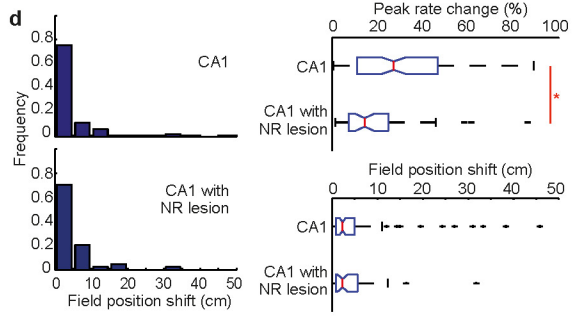 d
0.8
0.6
0.4
0.2
0
Frequency
CA1
0.8
0.6
0.4
0.2
0
CA1 with
NR lesion
0 10 20 30 40 50
Field position shift (cm)
Peak rate change (%)
0 20 40 60 80 100
CA1
CA1 with
NR lesion
*
Field position shift (cm)
0 10 20 30 40 50
CA1
CA1 with
NR lesion